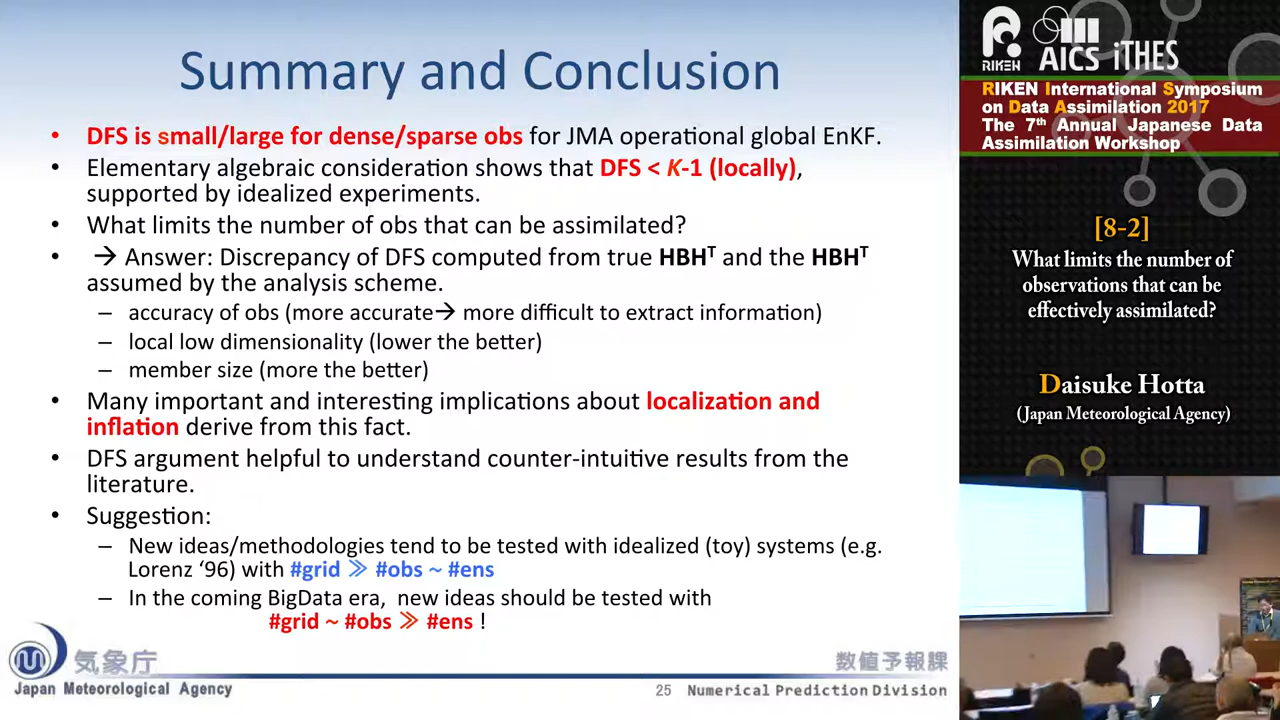 Summary and Conclusion
• DFS is small/large for dense/sparse obs for JMA operational global EnKF.
• Elementary algebraic consideration shows that DFS < K-1 (locally),
supported by idealized experiments.
• What limits the number of obs that can be assimilated?
• → Answer: Discrepancy of DFS computed from true HBHᵀ and the HBHᵀ
assumed by the analysis scheme.
– accuracy of obs (more accurate→ more difficult to extract information)
– local low dimensionality (lower the better)
– member size (more the better)
• Many important and interesting implications about localization and
inflation derive from this fact.
• DFS argument helpful to understand counter-intuitive results from the
literature.
• Suggestion:
– New ideas/methodologies tend to be tested with idealized (toy) systems (e.g.
Lorenz ‘96) with #grid ≫ #obs ~ #ens
– In the coming BigData era, new ideas should be tested with
#grid ~ #obs ≫ #ens !
気象庁
Japan Meteorological Agency
数値予報課
25 Numerical Prediction Division
RIKEN AICS iTHES
RIKEN International Symposium
on Data Assimilation 2017
The 7th Annual Japanese Data
Assimilation Workshop
[8-2]
What limits the number of
observations that can be
effectively assimilated?
Daisuke Hotta
(Japan Meteorological Agency)